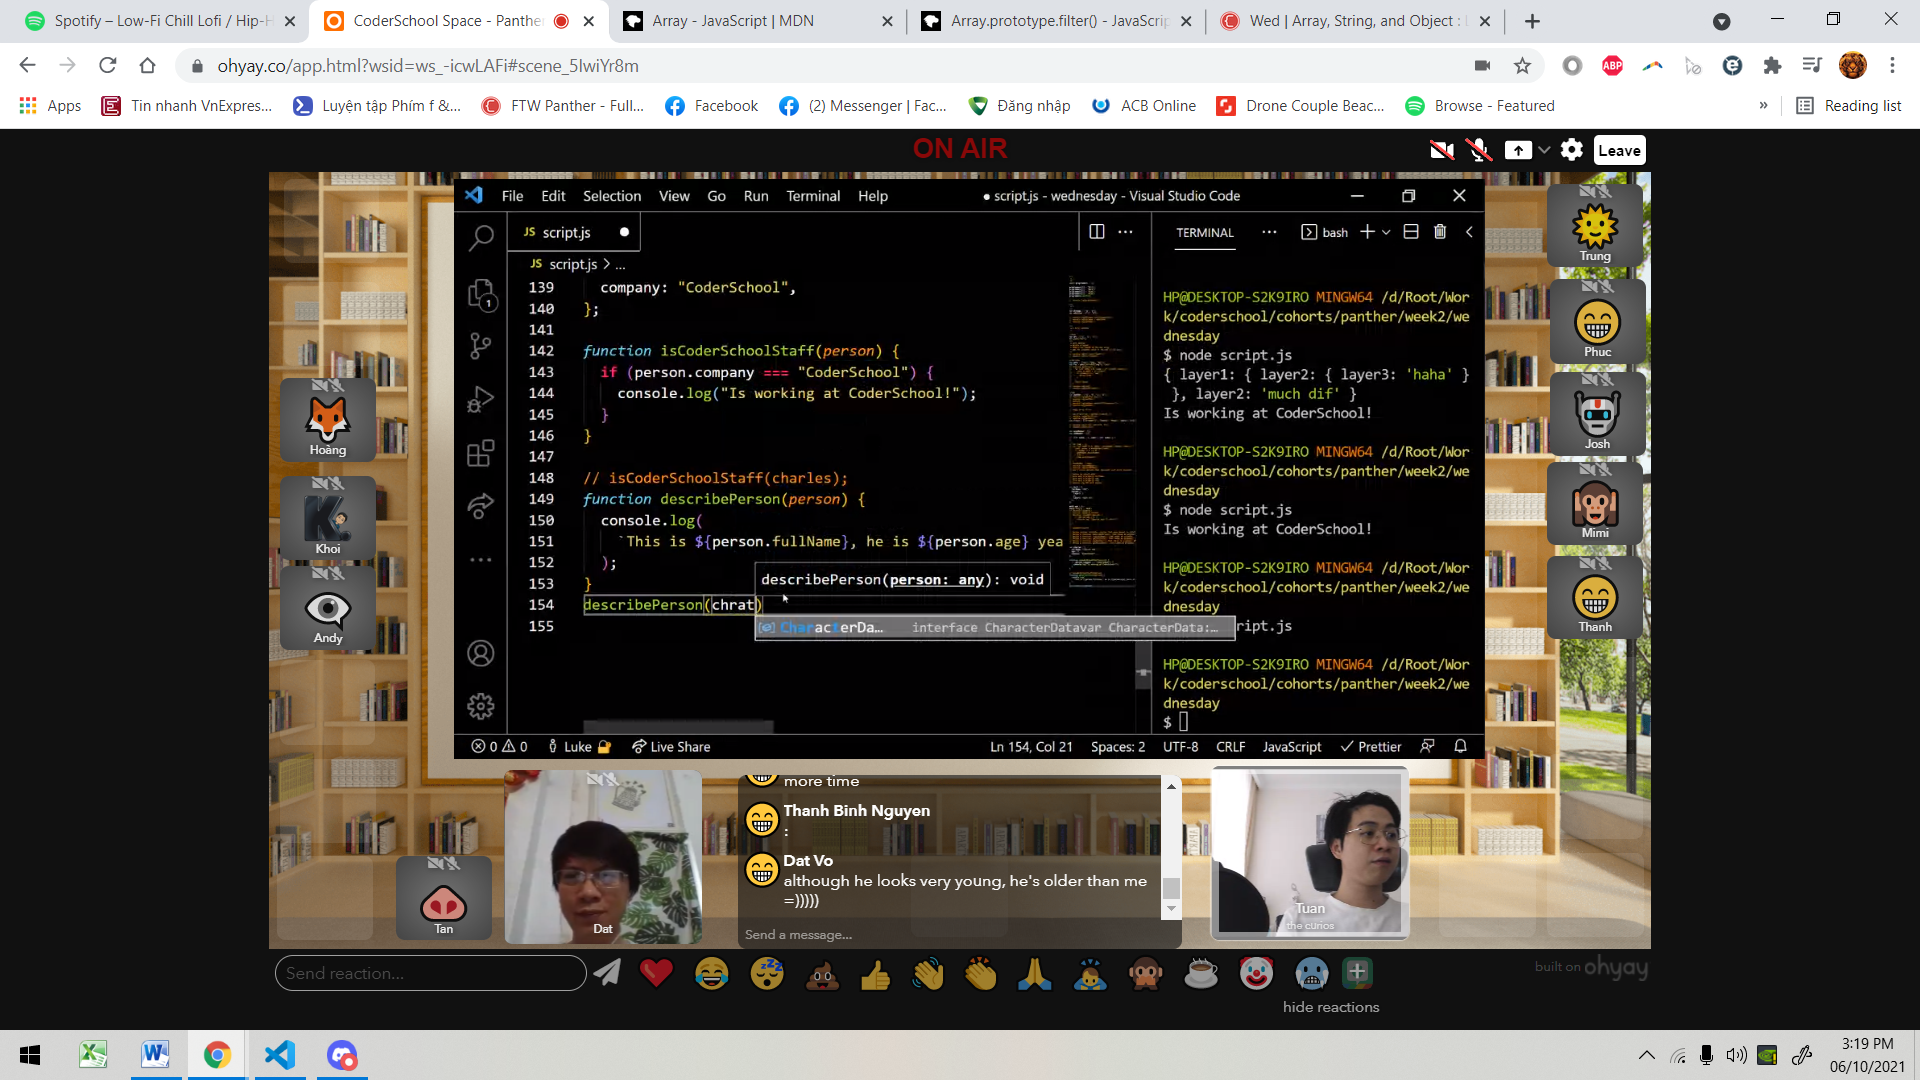 Spotify – Low-Fi Chill Lofi / Hip-H
CoderSchool Space - Panthe
Array - JavaScript | MDN
Array.prototype.filter() - JavaScrip
Wed | Array, String, and Object :
ohyay.co/app.html?wsid=ws_-icwLAFi#scene_5IwiYr8m
ABP
Apps
Tin nhanh VnExpres...
Luyện tập Phím f &...
FTW Panther - Full...
Facebook
(2) Messenger | Fac...
Đăng nhập
ACB Online
Drone Couple Beac...
Browse - Featured
»
Reading list
ON AIR
Leave
File Edit Selection View Go Run Terminal Help
● script.js - wednesday - Visual Studio Code
JS script.js
TERMINAL
bash
JS script.js > ...
139 company: "CoderSchool",
140 };
141
142 function isCoderSchoolStaff(person) {
143 if (person.company === "CoderSchool") {
144 console.log("Is working at CoderSchool!");
145 }
146 }
147
148 // isCoderSchoolStaff(charles);
149 function describePerson(person) {
150 console.log(
151 `This is ${person.fullName}, he is ${person.age} yea
152 );
153 }
describePerson(person: any): void
154 describePerson(chrat)
CharacterDa... interface CharacterDatavar CharacterData:...
155
HP@DESKTOP-S2K9IRO MINGW64 /d/Root/Wor
k/coderschool/cohorts/panther/week2/we
dnesday
$ node script.js
{ layer1: { layer2: { layer3: 'haha' }
}, layer2: 'much dif' }
Is working at CoderSchool!
HP@DESKTOP-S2K9IRO MINGW64 /d/Root/Wor
k/coderschool/cohorts/panther/week2/we
dnesday
$ node script.js
Is working at CoderSchool!
HP@DESKTOP-S2K9IRO MINGW64 /d/Root/Wor
k/coderschool/cohorts/panther/week2/we
dnesday
ript.js
HP@DESKTOP-S2K9IRO MINGW64 /d/Root/Wor
k/coderschool/cohorts/panther/week2/we
dnesday
$
1
0 0 Luke Live Share
Ln 154, Col 21 Spaces: 2 UTF-8 CRLF JavaScript Prettier
Hoàng
Khoi
Andy
Trung
Phuc
Josh
Mimi
Thanh
Tan
Dat
more time
Thanh Binh Nguyen
:
Dat Vo
although he looks very young, he's older than me
=)))))
Send a message...
Tuan
the curios
Send reaction...
hide reactions
built on ohyay
3:19 PM
06/10/2021